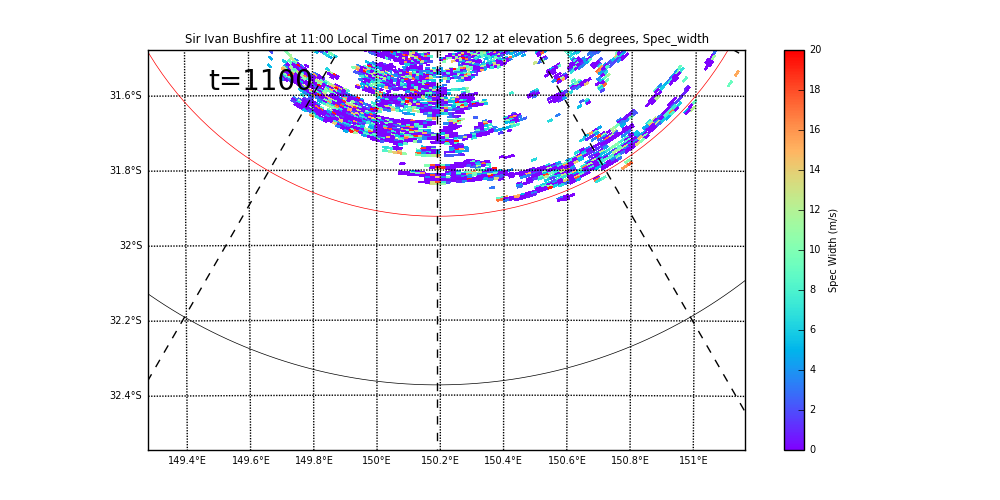 Sir Ivan Bushfire at 11:00 Local Time on 2017 02 12 at elevation 5.6 degrees, Spec_width
t=1100
31.6°S
31.8°S
32°S
32.2°S
32.4°S
149.4°E 149.6°E 149.8°E 150°E 150.2°E 150.4°E 150.6°E 150.8°E 151°E
20
18
16
14
12
10
8
6
4
2
0
Spec Width (m/s)